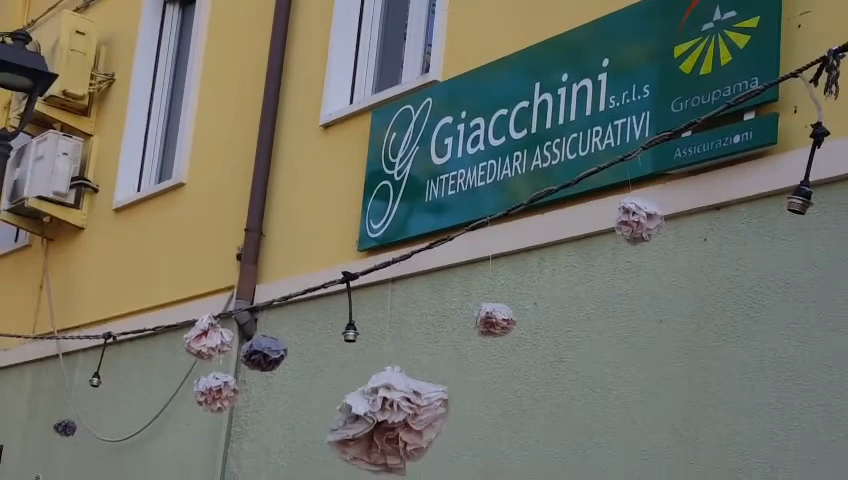 G Giacchini s.r.l.s
INTERMEDIARI ASSICURATIVI
Groupama
Assicurazioni